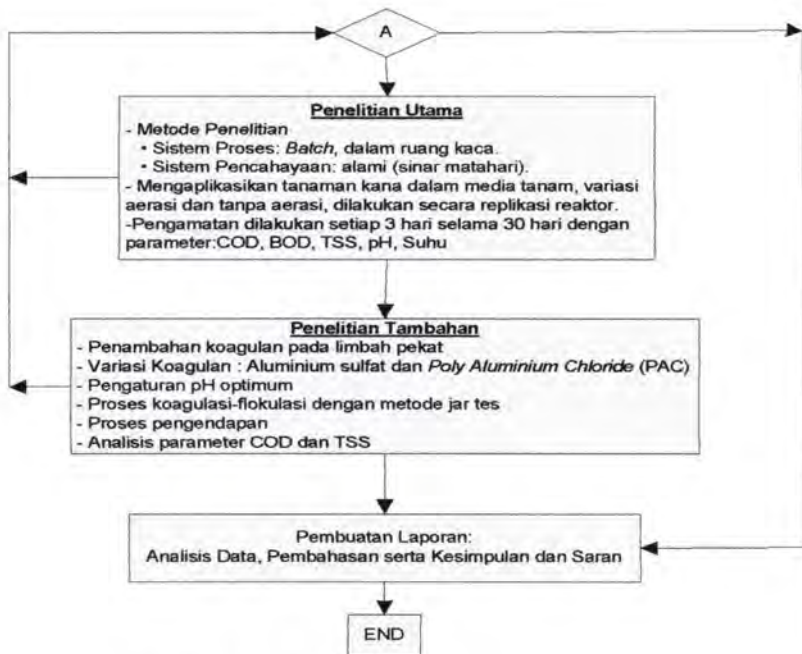 A
Penelitian Utama
- Metode Penelitian
• Sistem Proses: Batch, dalam ruang kaca.
• Sistem Pencahayaan: alami (sinar matahari).
- Mengaplikasikan tanaman kana dalam media tanam, variasi
aerasi dan tanpa aerasi, dilakukan secara replikasi reaktor.
-Pengamatan dilakukan setiap 3 hari selama 30 hari dengan
parameter:COD, BOD, TSS, pH, Suhu
Penelitian Tambahan
- Penambahan koagulan pada limbah pekat
- Variasi Koagulan : Aluminium sulfat dan Poly Aluminium Chloride (PAC)
- Pengaturan pH optimum
- Proses koagulasi-flokulasi dengan metode jar tes
- Proses pengendapan
- Analisis parameter COD dan TSS
Pembuatan Laporan:
Analisis Data, Pembahasan serta Kesimpulan dan Saran
END